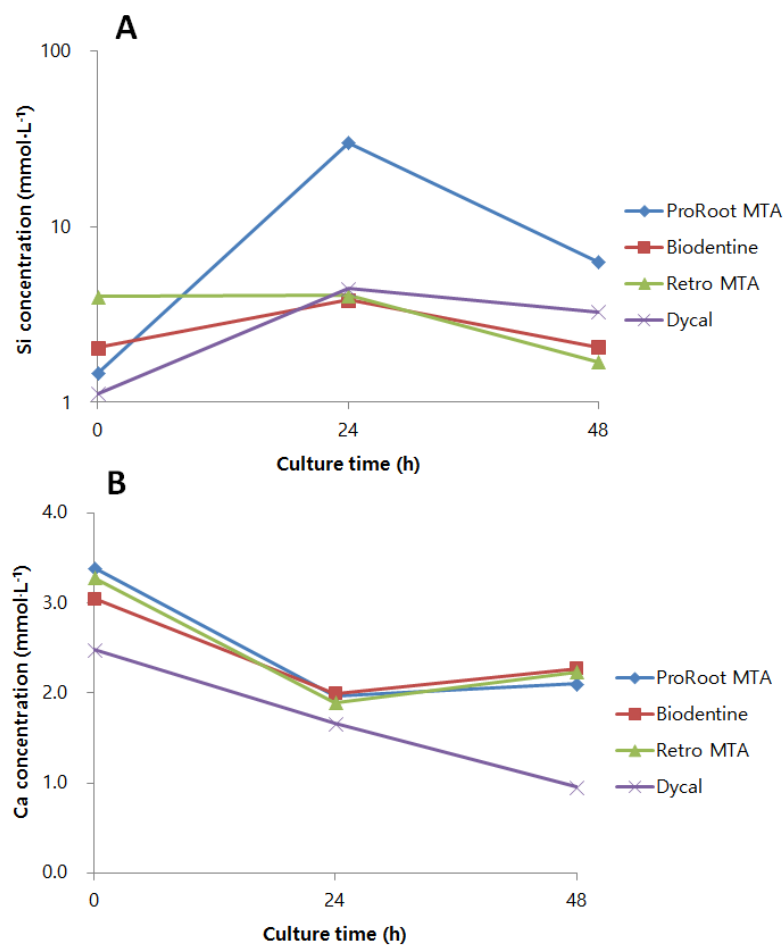 A
100
10
1
Si concentration (mmol·L⁻¹)
0
24
48
Culture time (h)
ProRoot MTA
Biodentine
Retro MTA
Dycal
B
4.0
3.0
2.0
1.0
0.0
Ca concentration (mmol·L⁻¹)
0
24
48
Culture time (h)
ProRoot MTA
Biodentine
Retro MTA
Dycal